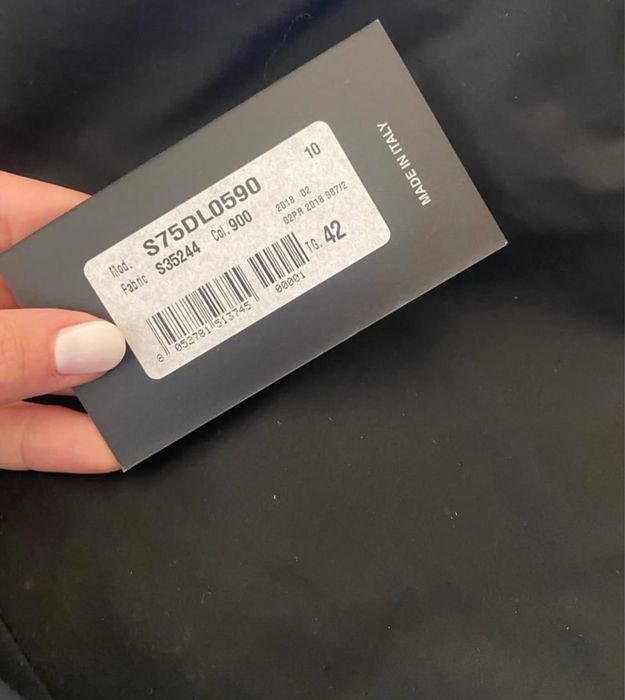 10
Mod. S75DL0590
Fabric S35244 Col. 900
2018 02
02PR 2018 987/2
8 052781 513745 00001
TG. 42
MADE IN ITALY